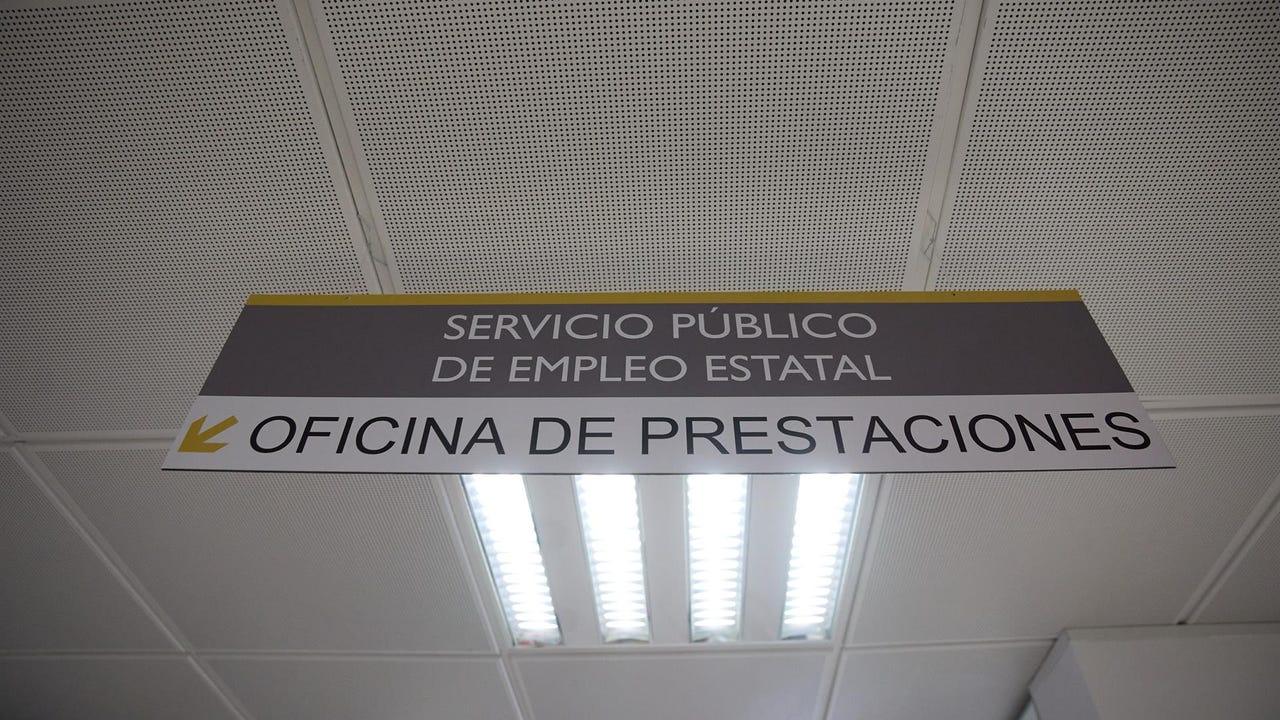 SERVICIO PÚBLICO
DE EMPLEO ESTATAL
OFICINA DE PRESTACIONES